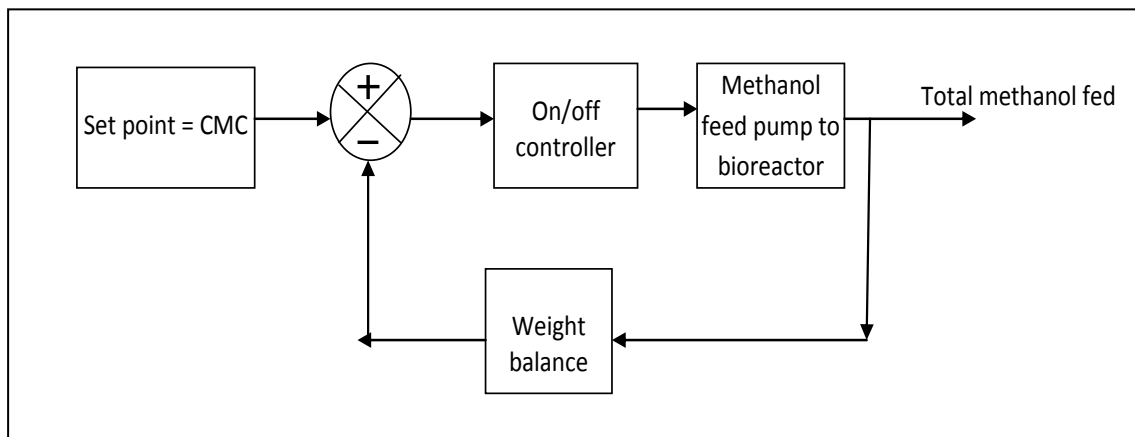 Set point = CMC
+
−
On/off
controller
Methanol
feed pump to
bioreactor
Total methanol fed
Weight
balance